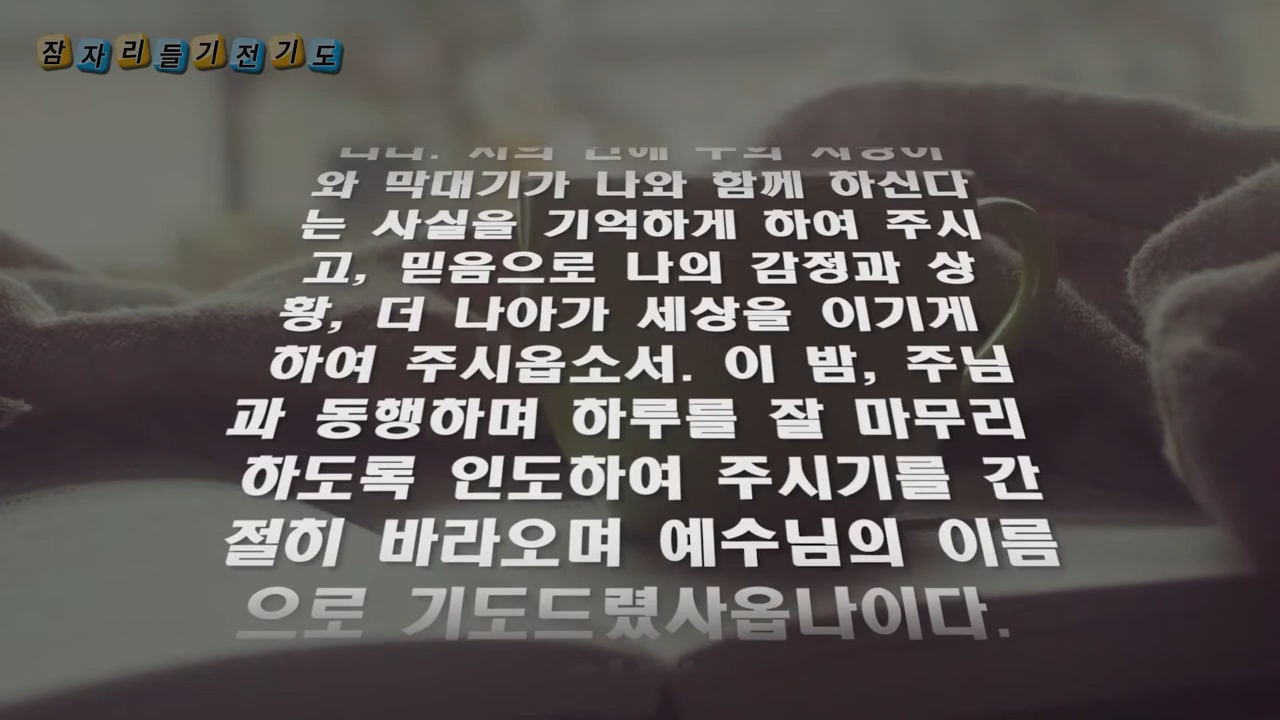 잠자리들기전기도
와 막대기가 나와 함께 하신다
는 사실을 기억하게 하여 주시
고, 믿음으로 나의 감정과 상
황, 더 나아가 세상을 이기게
하여 주시옵소서. 이 밤, 주님
과 동행하며 하루를 잘 마무리
하도록 인도하여 주시기를 간
절히 바라오며 예수님의 이름
으로 기도드렸사옵나이다.